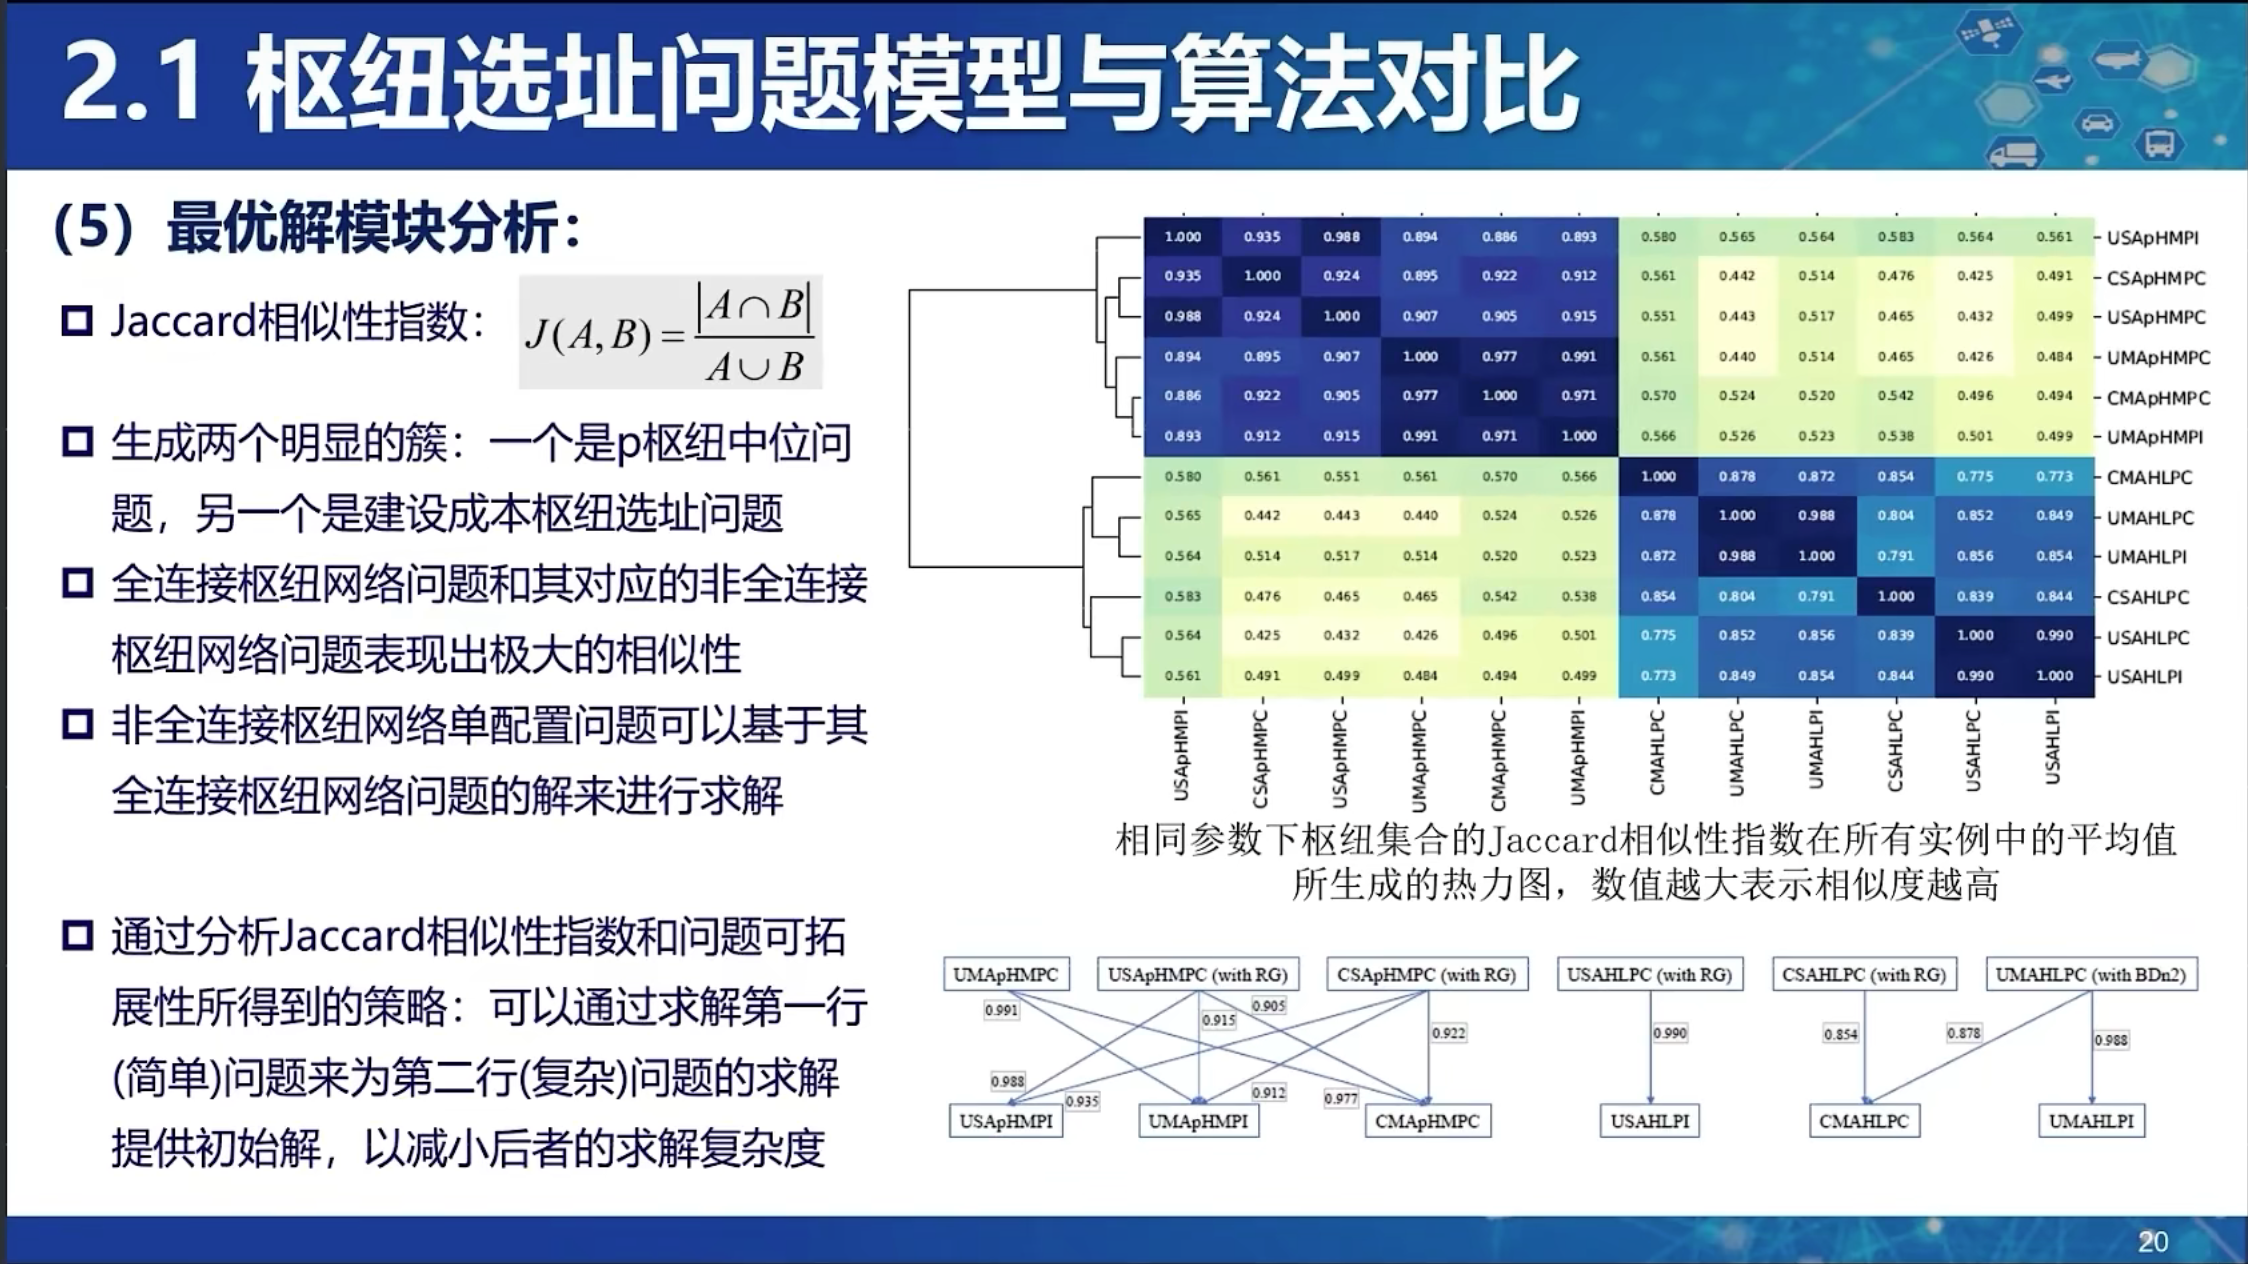 2.1 枢纽选址问题模型与算法对比
（5）最优解模块分析：
Jaccard相似性指数：
J(A,B)=|A∩B|/A∪B
生成两个明显的簇：一个是p枢纽中位问
题，另一个是建设成本枢纽选址问题
全连接枢纽网络问题和其对应的非全连接
枢纽网络问题表现出极大的相似性
非全连接枢纽网络单配置问题可以基于其
全连接枢纽网络问题的解来进行求解
通过分析Jaccard相似性指数和问题可拓
展性所得到的策略：可以通过求解第一行
(简单)问题来为第二行(复杂)问题的求解
提供初始解，以减小后者的求解复杂度
1.000 0.935 0.988 0.894 0.886 0.893 0.580 0.565 0.564 0.583 0.564 0.561 USApHMPI
0.935 1.000 0.924 0.895 0.922 0.912 0.561 0.442 0.514 0.476 0.425 0.491 CSApHMPC
0.988 0.924 1.000 0.907 0.905 0.915 0.551 0.443 0.517 0.465 0.432 0.499 USApHMPC
0.894 0.895 0.907 1.000 0.977 0.991 0.561 0.440 0.514 0.465 0.426 0.484 UMApHMPC
0.886 0.922 0.905 0.977 1.000 0.971 0.570 0.524 0.520 0.542 0.496 0.494 CMApHMPC
0.893 0.912 0.915 0.991 0.971 1.000 0.566 0.526 0.523 0.538 0.501 0.499 UMApHMPI
0.580 0.561 0.551 0.561 0.570 0.566 1.000 0.878 0.872 0.854 0.775 0.773 CMAHLPC
0.565 0.442 0.443 0.440 0.524 0.526 0.878 1.000 0.988 0.804 0.852 0.849 UMAHLPC
0.564 0.514 0.517 0.514 0.520 0.523 0.872 0.988 1.000 0.791 0.856 0.854 UMAHLPI
0.583 0.476 0.465 0.465 0.542 0.538 0.854 0.804 0.791 1.000 0.839 0.844 CSAHLPC
0.564 0.425 0.432 0.426 0.496 0.501 0.775 0.852 0.856 0.839 1.000 0.990 USAHLPC
0.561 0.491 0.499 0.484 0.494 0.499 0.773 0.849 0.854 0.844 0.990 1.000 USAHLPI
USApHMPI CSApHMPC USApHMPC UMApHMPC CMApHMPC UMApHMPI CMAHLPC UMAHLPC UMAHLPI CSAHLPC USAHLPC USAHLPI
相同参数下枢纽集合的Jaccard相似性指数在所有实例中的平均值
所生成的热力图，数值越大表示相似度越高
UMApHMPC USApHMPC (with RG) CSApHMPC (with RG) USAHLPC (with RG) CSAHLPC (with RG) UMAHLPC (with BDn2)
0.991 0.915 0.905 0.922 0.990 0.854 0.878 0.988
0.988 0.935 0.912 0.977
USApHMPI UMApHMPI CMApHMPC USAHLPI CMAHLPC UMAHLPI
20